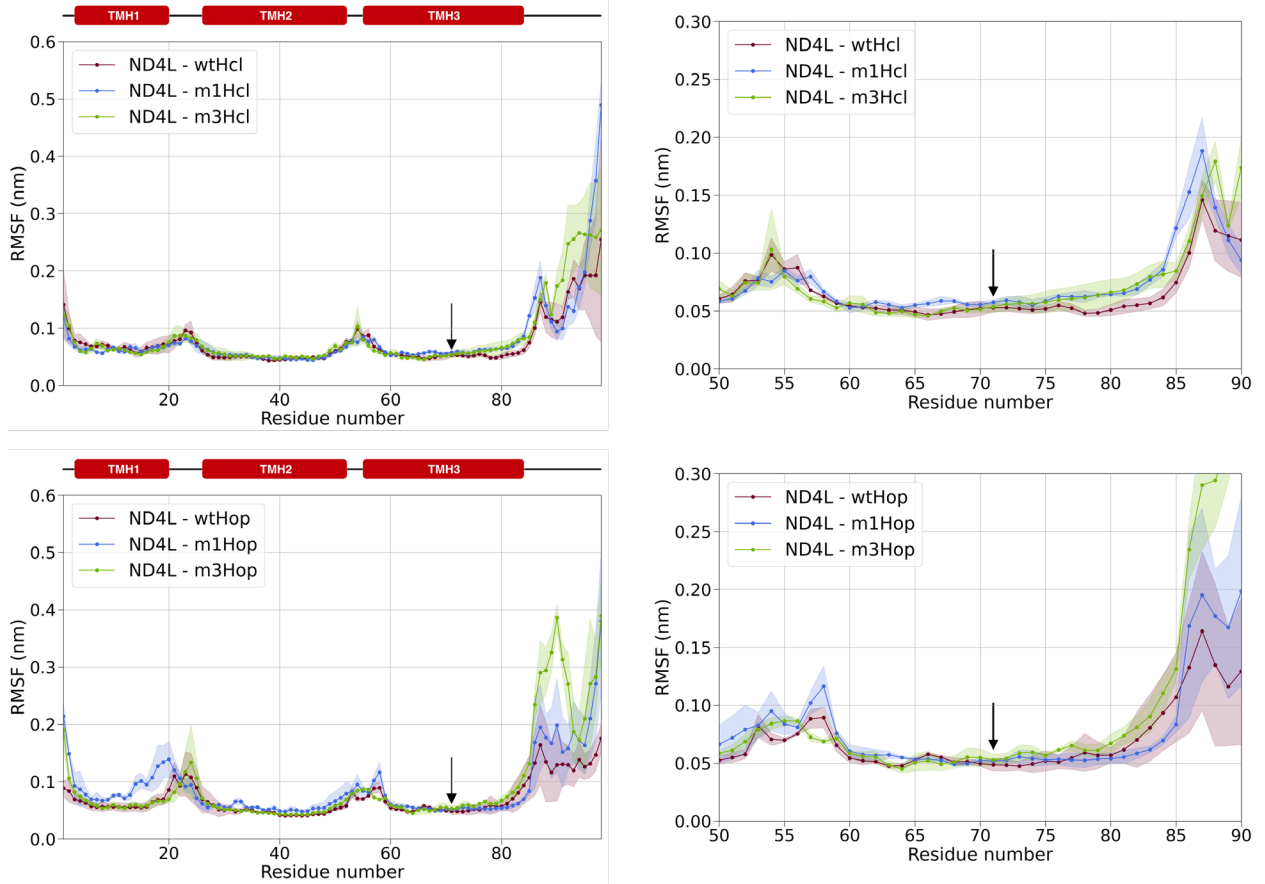 TMH1 TMH2 TMH3
0.6
0.5
0.4
0.3
0.2
0.1
0.0
RMSF (nm)
ND4L - wtHcl
ND4L - m1Hcl
ND4L - m3Hcl
20 40 60 80
Residue number
0.30
0.25
0.20
0.15
0.10
0.05
0.00
RMSF (nm)
ND4L - wtHcl
ND4L - m1Hcl
ND4L - m3Hcl
50 55 60 65 70 75 80 85 90
Residue number
TMH1 TMH2 TMH3
0.6
0.5
0.4
0.3
0.2
0.1
0.0
RMSF (nm)
ND4L - wtHop
ND4L - m1Hop
ND4L - m3Hop
20 40 60 80
Residue number
0.30
0.25
0.20
0.15
0.10
0.05
0.00
RMSF (nm)
ND4L - wtHop
ND4L - m1Hop
ND4L - m3Hop
50 55 60 65 70 75 80 85 90
Residue number